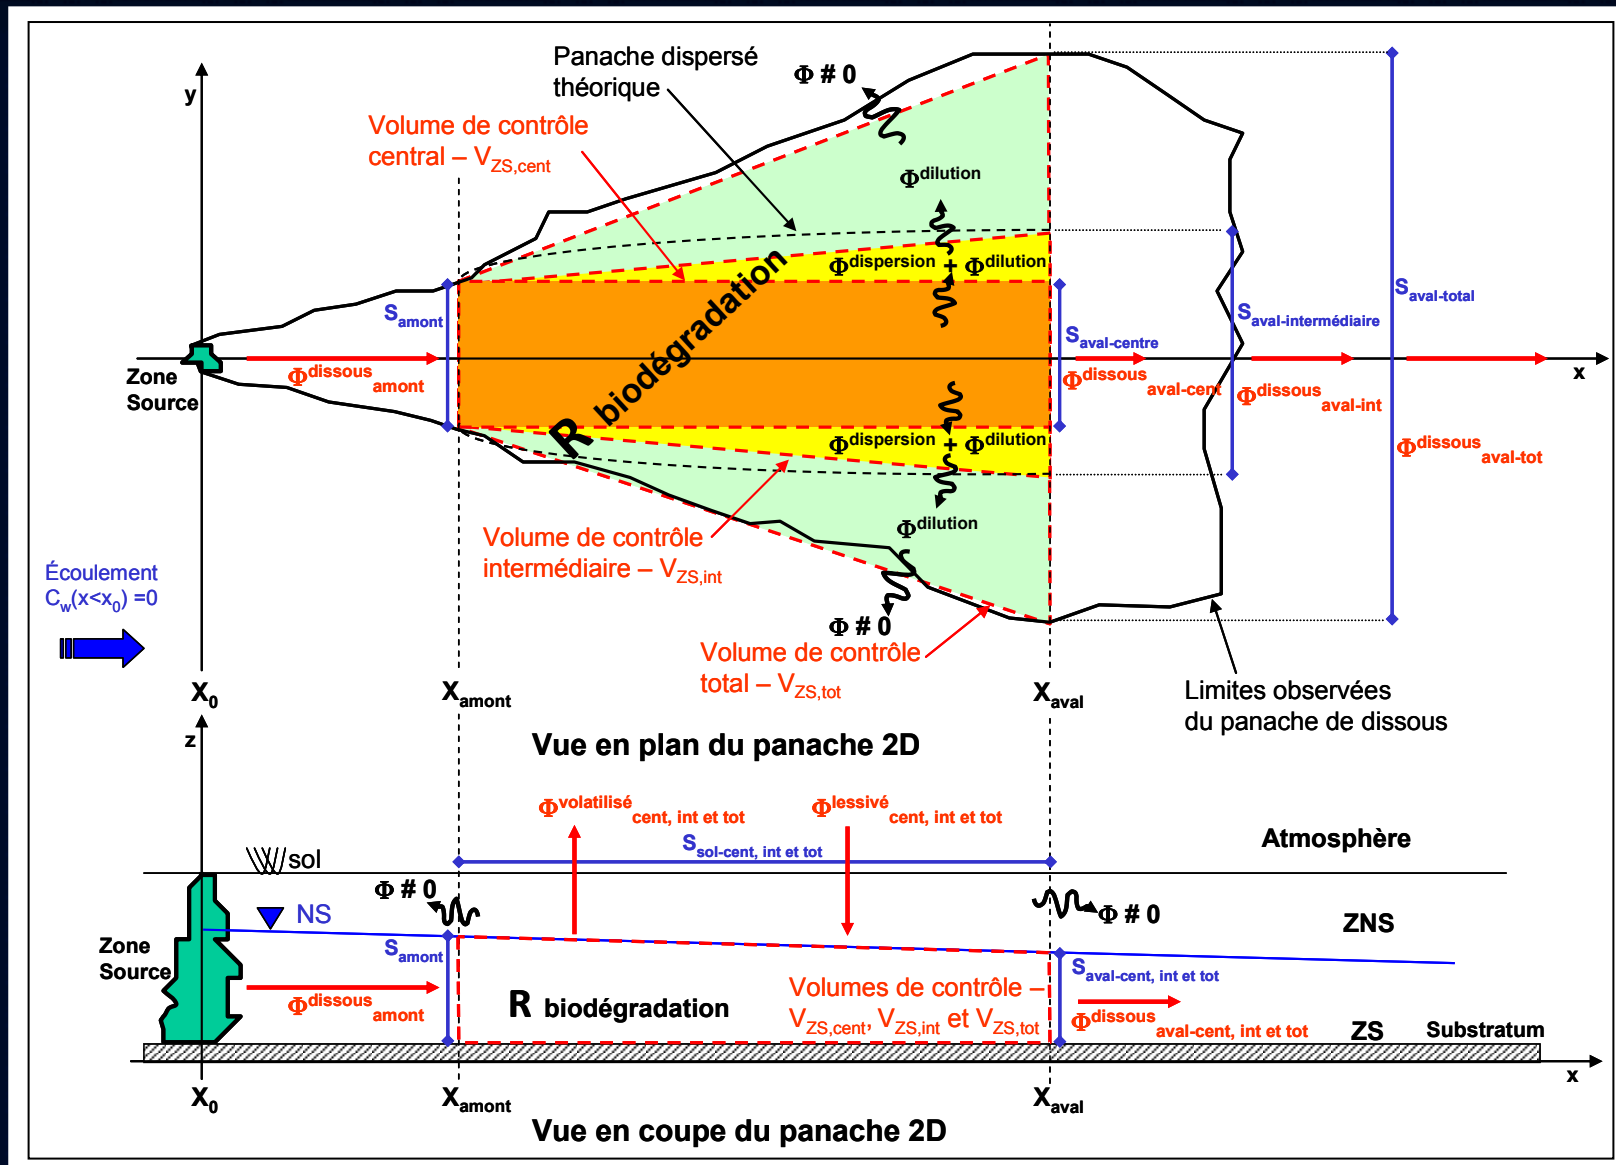 y
Panache dispersé
théorique
Φ # 0
Volume de contrôle
central – VZS,cent
Φdilution
Φdispersion + Φdilution
Samont
Saval-centre
Saval-intermédiaire
Saval-total
R biodégradation
Zone
Source
Φdissous amont
Φdissous aval-cent
Φdissous aval-int
Φdissous aval-tot
x
Φdispersion + Φdilution
Φdilution
Volume de contrôle
intermédiaire – VZS,int
Écoulement
Cw(x<x0) =0
Φ # 0
Volume de contrôle
total – VZS,tot
Limites observées
du panache de dissous
X0
Xamont
Xaval
Vue en plan du panache 2D
z
Φvolatilisé cent, int et tot
Φlessivé cent, int et tot
Ssol-cent, int et tot
Atmosphère
sol
Φ # 0
Φ # 0
NS
ZNS
Zone
Source
Samont
Saval-cent, int et tot
Φdissous amont
R biodégradation
Volumes de contrôle –
VZS,cent, VZS,int et VZS,tot
Φdissous aval-cent, int et tot
ZS
Substratum
x
X0
Xamont
Xaval
Vue en coupe du panache 2D